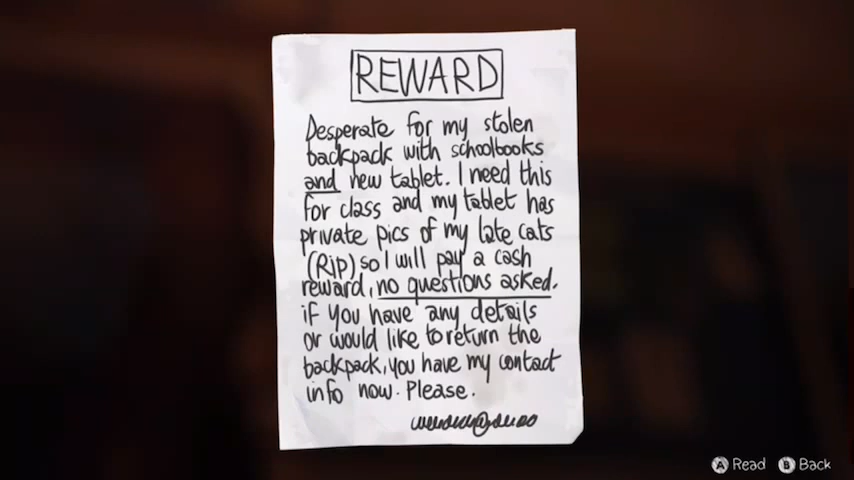 REWARD
Desperate for my stolen
backpack with schoolbooks
and new tablet. I need this
for class and my tablet has
private pics of my late cats
(RiP) so I will pay a cash
reward, no questions asked.
if you have any details
or would like to return the
backpack, you have my contact
info now. Please.
A Read B Back